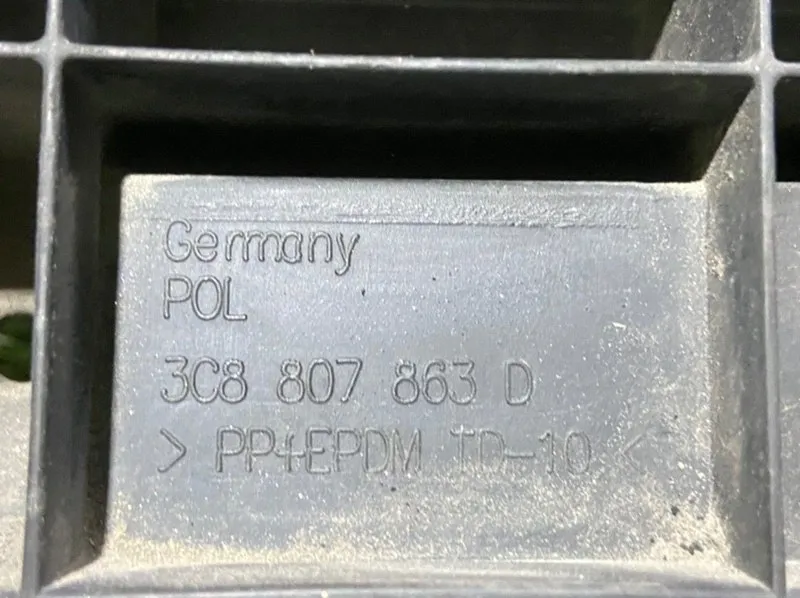 Germany
POL
3C8 807 863 D
> PP+EPDM TD-10 <